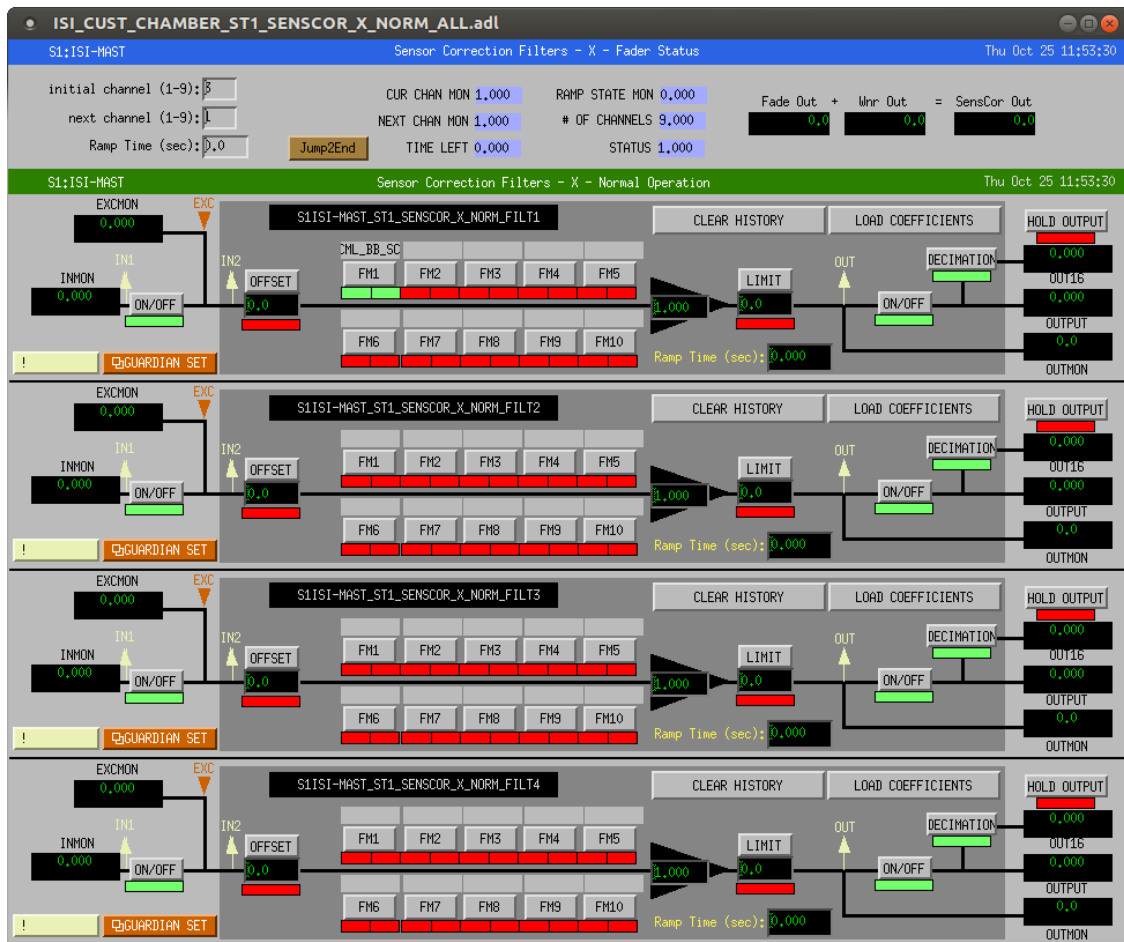 ISI_CUST_CHAMBER_ST1_SENSCOR_X_NORM_ALL.adl
S1:ISI-MAST Sensor Correction Filters - X - Fader Status Thu Oct 25 11:53:30
initial channel (1-9): CUR CHAN MON 1.000 RAMP STATE MON 0.000 Fade Out + Wnr Out = SensCor Out
next channel (1-9): 1 NEXT CHAN MON 1.000 # OF CHANNELS 9.000 0.0 0.0 0.0
Ramp Time (sec): 0.0 Jump2End TIME LEFT 0.000 STATUS 1.000
S1:ISI-MAST Sensor Correction Filters - X - Normal Operation Thu Oct 25 11:53:30
EXCMON EXC
0.000 S1ISI-MAST_ST1_SENSCOR_X_NORM_FILT1 CLEAR HISTORY LOAD COEFFICIENTS HOLD OUTPUT
CML_BB_SC
IN1 IN2 OUT DECIMATION 0.000
INMON OFFSET FM1 FM2 FM3 FM4 FM5 LIMIT OUT16
0.000 ON/OFF 0.0 1.000 0.0 ON/OFF 0.000
OUTPUT
FM6 FM7 FM8 FM9 FM10 0.0
! GUARDIAN SET Ramp Time (sec): 0.000 OUTMON
EXCMON EXC
0.000 S1ISI-MAST_ST1_SENSCOR_X_NORM_FILT2 CLEAR HISTORY LOAD COEFFICIENTS HOLD OUTPUT
IN1 IN2 OUT DECIMATION 0.000
INMON OFFSET FM1 FM2 FM3 FM4 FM5 LIMIT OUT16
0.000 ON/OFF 0.0 1.000 0.0 ON/OFF 0.000
OUTPUT
FM6 FM7 FM8 FM9 FM10 0.0
! GUARDIAN SET Ramp Time (sec): 0.000 OUTMON
EXCMON EXC
0.000 S1ISI-MAST_ST1_SENSCOR_X_NORM_FILT3 CLEAR HISTORY LOAD COEFFICIENTS HOLD OUTPUT
IN1 IN2 OUT DECIMATION 0.000
INMON OFFSET FM1 FM2 FM3 FM4 FM5 LIMIT OUT16
0.000 ON/OFF 0.0 1.000 0.0 ON/OFF 0.000
OUTPUT
FM6 FM7 FM8 FM9 FM10 0.0
! GUARDIAN SET Ramp Time (sec): 0.000 OUTMON
EXCMON EXC
0.000 S1ISI-MAST_ST1_SENSCOR_X_NORM_FILT4 CLEAR HISTORY LOAD COEFFICIENTS HOLD OUTPUT
IN1 IN2 OUT DECIMATION 0.000
INMON OFFSET FM1 FM2 FM3 FM4 FM5 LIMIT OUT16
0.000 ON/OFF 0.0 1.000 0.0 ON/OFF 0.000
OUTPUT
FM6 FM7 FM8 FM9 FM10 0.0
! GUARDIAN SET Ramp Time (sec): 0.000 OUTMON